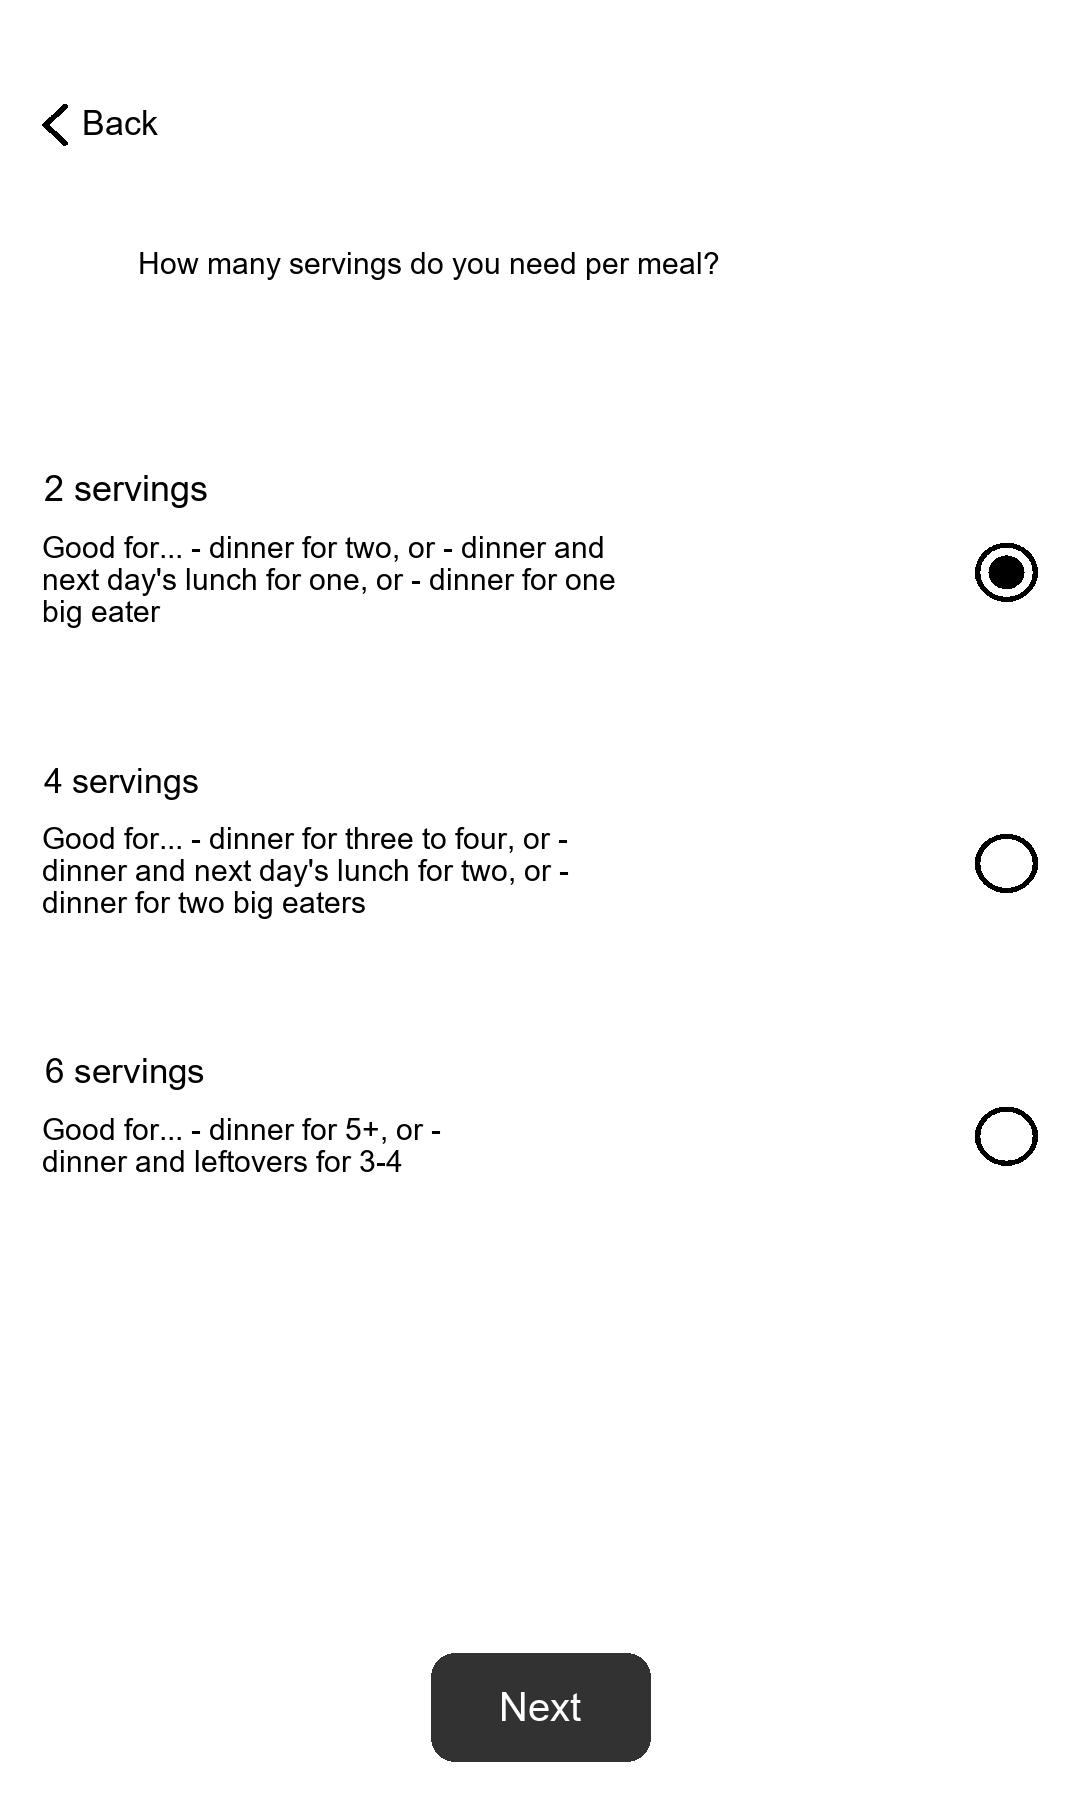 Back
How many servings do you need per meal?
2 servings
Good for... - dinner for two, or - dinner and
next day's lunch for one, or - dinner for one
big eater
4 servings
Good for... - dinner for three to four, or -
dinner and next day's lunch for two, or -
dinner for two big eaters
6 servings
Good for... - dinner for 5+, or -
dinner and leftovers for 3-4
Next